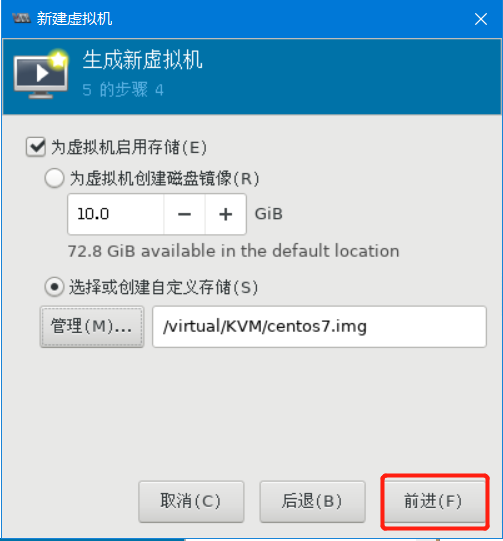 新建虚拟机
生成新虚拟机
5 的步骤 4
为虚拟机启用存储(E)
为虚拟机创建磁盘镜像(R)
10.0 − + GiB
72.8 GiB available in the default location
选择或创建自定义存储(S)
管理(M)... /virtual/KVM/centos7.img
取消(C) 后退(B) 前进(F)